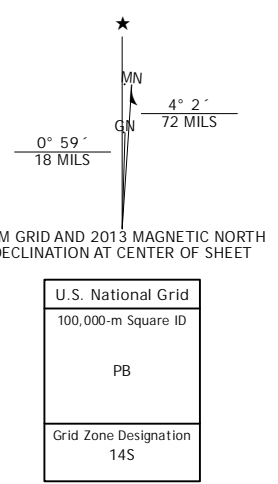 ★
MN
GN
4° 2´
72 MILS
0° 59´
18 MILS
M GRID AND 2013 MAGNETIC NORTH
DECLINATION AT CENTER OF SHEET
U.S. National Grid
100,000-m Square ID
PB
Grid Zone Designation
14S